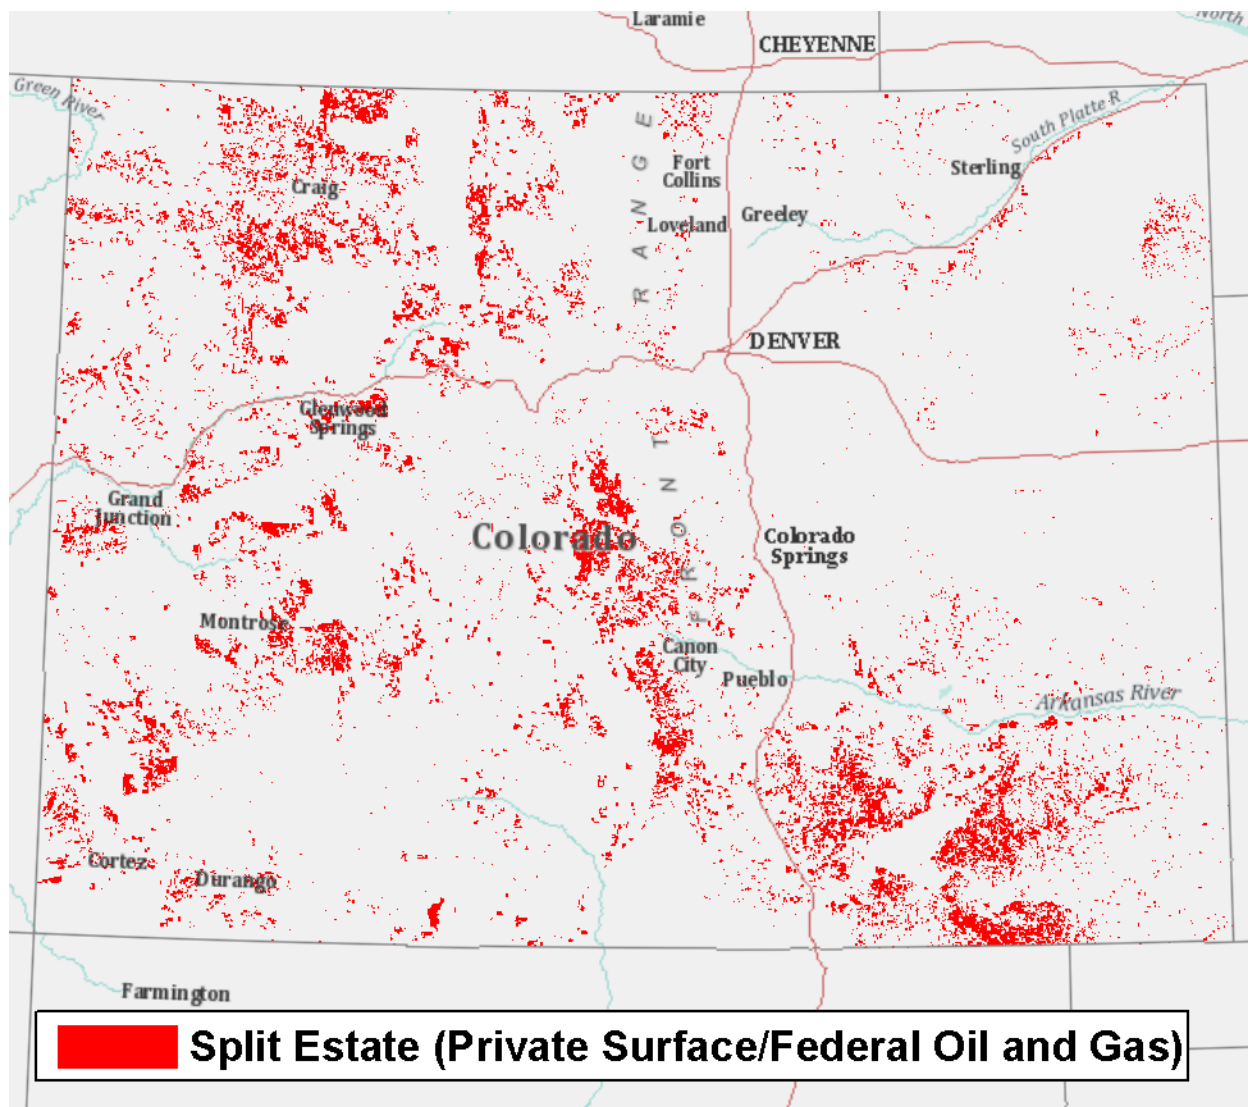 Laramie
North
CHEYENNE
Green River
South Platte R
RANGE
Fort
Collins
Sterling
Craig
Loveland
Greeley
DENVER
Glenwood
Springs
FRONT
Grand
Junction
Colorado
Colorado
Springs
Montrose
Canon
City
Pueblo
Arkansas River
Cortez
Durango
Farmington
Split Estate (Private Surface/Federal Oil and Gas)